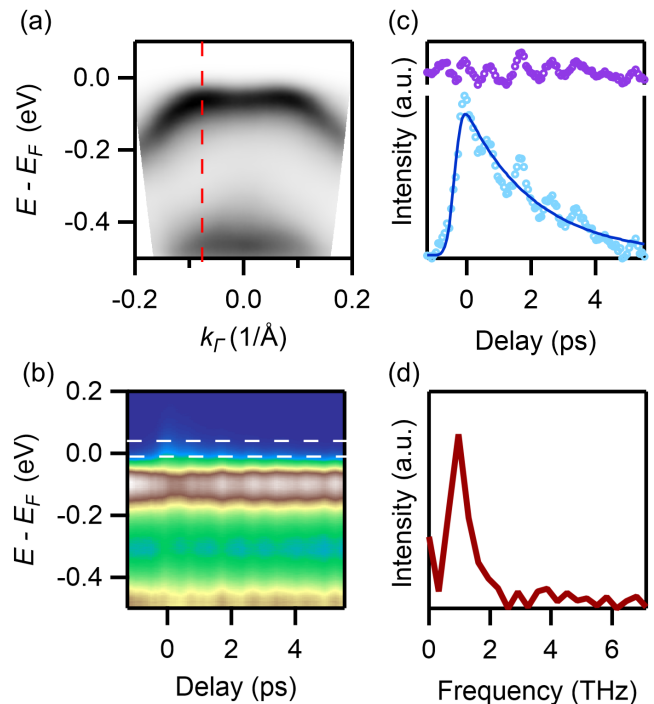 (a)
0.0
-0.2
-0.4
E - E_F (eV)
-0.2 0.0 0.2
k_Γ (1/Å)
(b)
0.2
0.0
-0.2
-0.4
E - E_F (eV)
0 2 4
Delay (ps)
(c)
Intensity (a.u.)
0 2 4
Delay (ps)
(d)
Intensity (a.u.)
0 2 4 6
Frequency (THz)